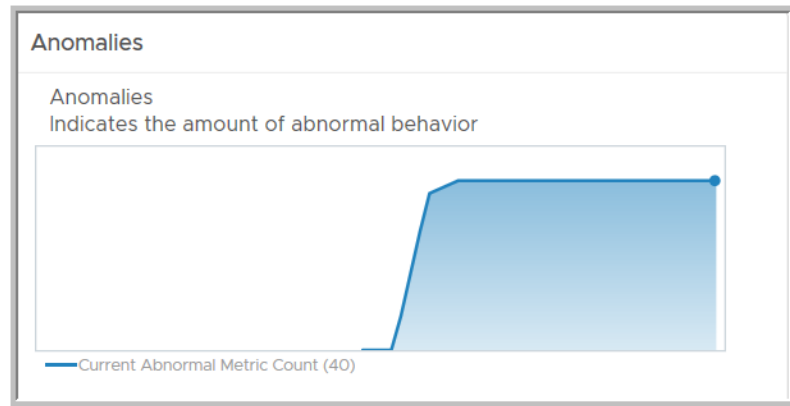 Anomalies
Anomalies
Indicates the amount of abnormal behavior
Current Abnormal Metric Count (40)